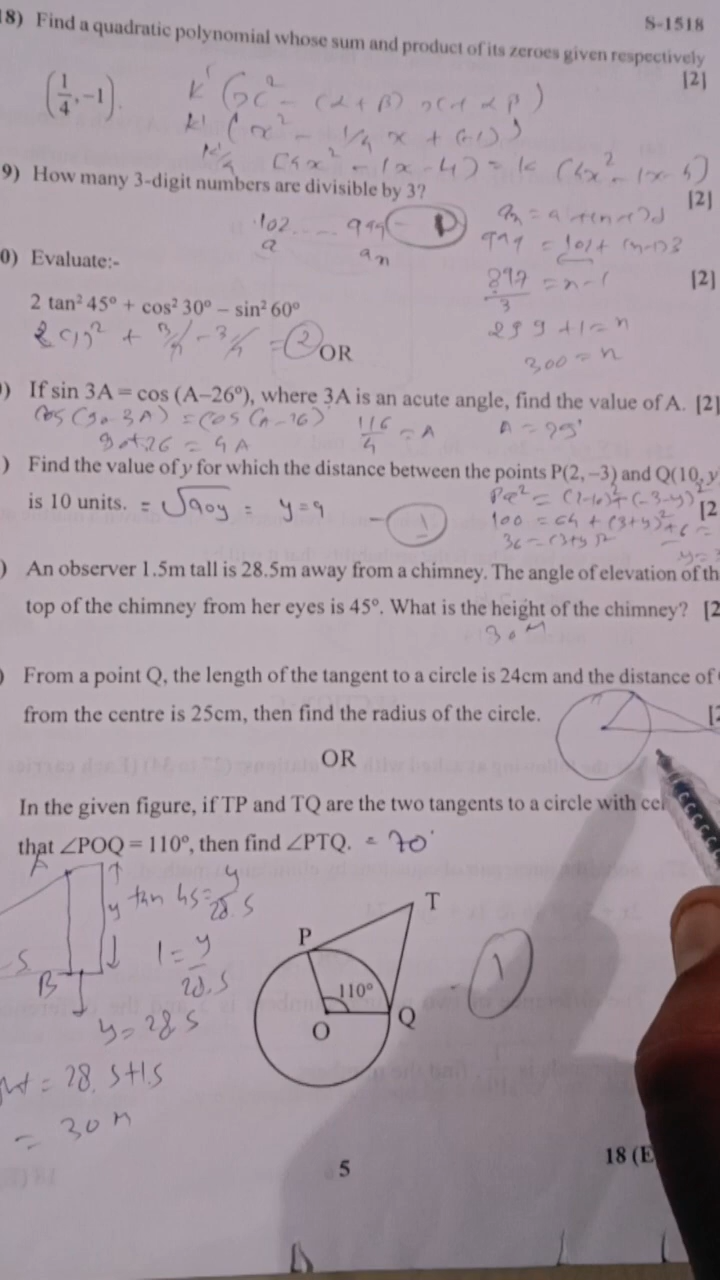 S-1518
18) Find a quadratic polynomial whose sum and product of its zeroes given respectively
[2]
(1/4, -1).
9) How many 3-digit numbers are divisible by 3?
[2]
102 .... 999
a an
999 = 102 + (n-1)3
897/3 = n-1
299+1=n
300=n
0) Evaluate:-
[2]
2 tan² 45° + cos² 30° – sin² 60°
= 2
OR
) If sin 3A = cos (A–26°), where 3A is an acute angle, find the value of A. [2]
116/4 = A
A = 29°
) Find the value of y for which the distance between the points P(2, –3) and Q(10, y
is 10 units. = √90y = y=9
[2
100 = 64 + (3+y)²
1
) An observer 1.5m tall is 28.5m away from a chimney. The angle of elevation of th
top of the chimney from her eyes is 45°. What is the height of the chimney? [2
30 M
) From a point Q, the length of the tangent to a circle is 24cm and the distance of
from the centre is 25cm, then find the radius of the circle. [2
OR
In the given figure, if TP and TQ are the two tangents to a circle with ce
that ∠POQ = 110°, then find ∠PTQ. = 70°
A
y
tan 45 = y/28.5
1 = y/28.5
B
y = 28.5
= 28.5+1.5
= 30 m
T
P
110°
O
Q
1
5
18 (E